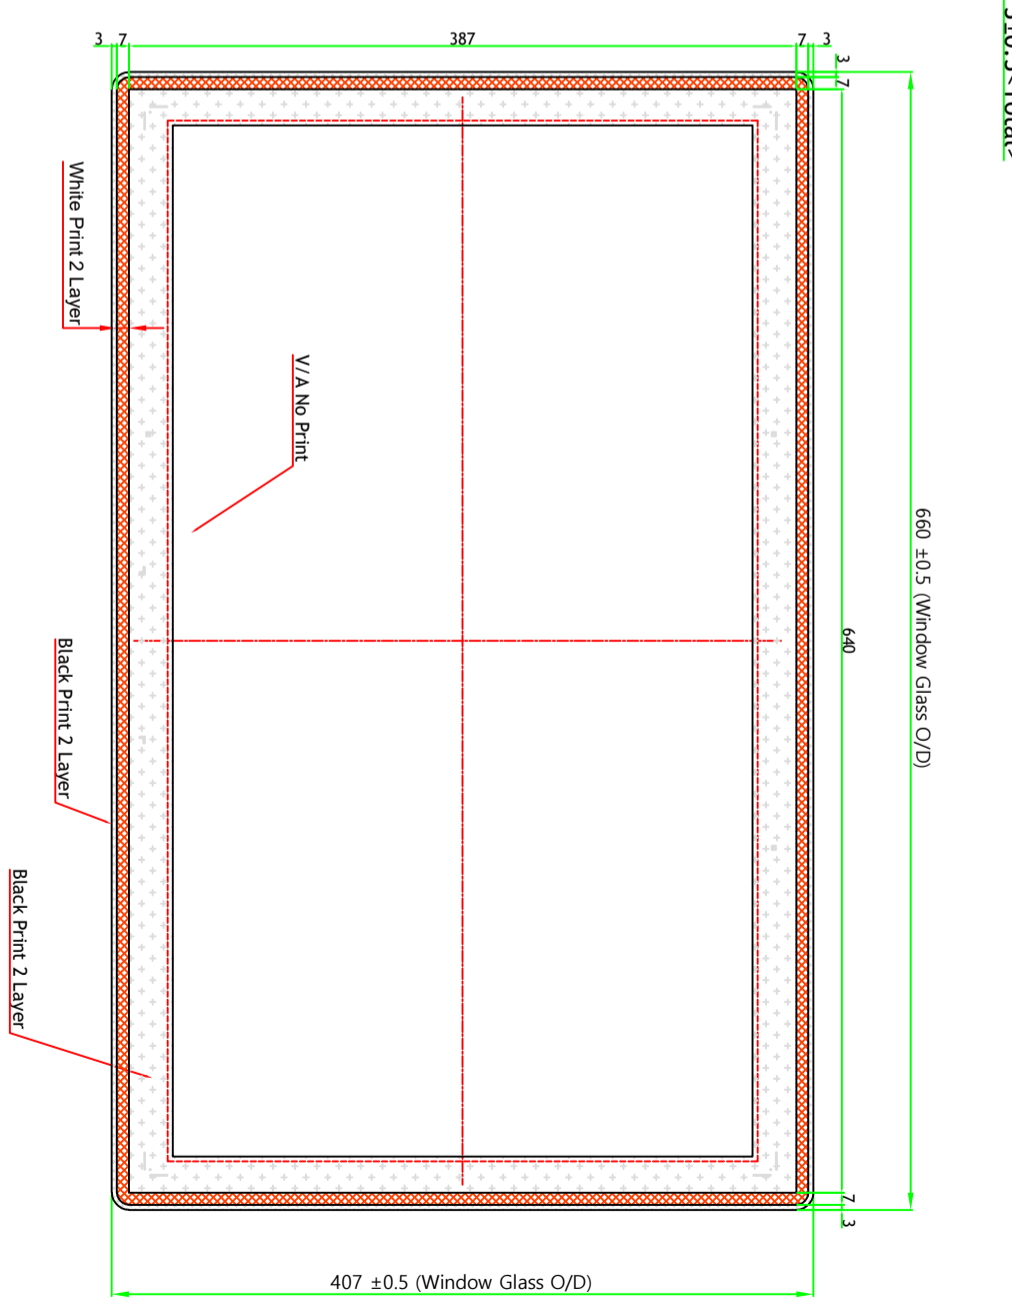 3 7 387 7 3
3
7
White Print 2 Layer
V/A No Print
660 ±0.5 (Window Glass O/D)
640
Black Print 2 Layer
Black Print 2 Layer
7
3
407 ±0.5 (Window Glass O/D)